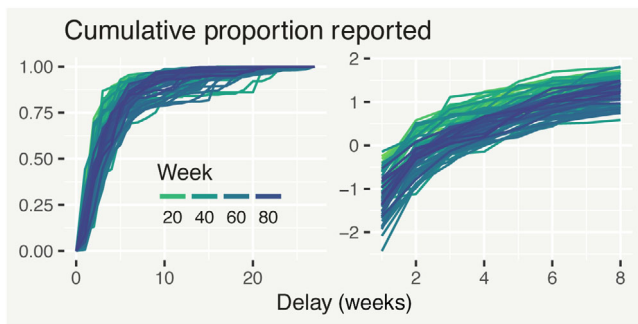 Cumulative proportion reported
1.00
0.75
0.50
0.25
0.00
Week
20 40 60 80
0 10 20
2
1
0
−1
−2
2 4 6 8
Delay (weeks)